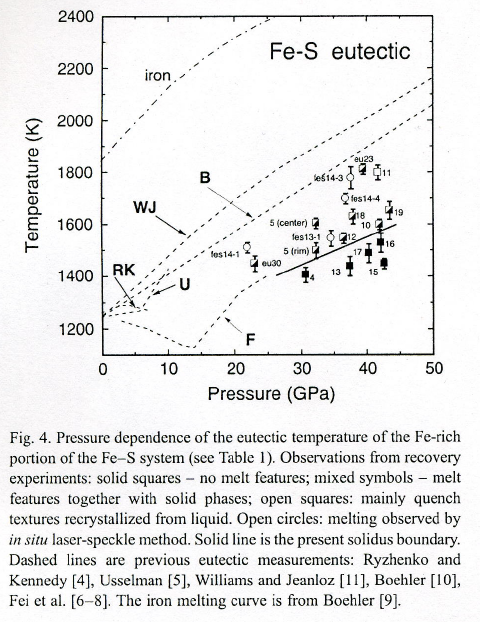 Fe-S eutectic
Temperature (K)
2400
2200
2000
1800
1600
1400
1200
iron
WJ
B
RK
U
F
eu23
fes14-3
11
fes14-4
19
18
10
5 (center)
fes13-1
12
16
fes14-1
5 (rim)
17
eu30
13
15
4
0
10
20
30
40
50
Pressure (GPa)
Fig. 4. Pressure dependence of the eutectic temperature of the Fe-rich
portion of the Fe–S system (see Table 1). Observations from recovery
experiments: solid squares – no melt features; mixed symbols – melt
features together with solid phases; open squares: mainly quench
textures recrystallized from liquid. Open circles: melting observed by
in situ laser-speckle method. Solid line is the present solidus boundary.
Dashed lines are previous eutectic measurements: Ryzhenko and
Kennedy [4], Usselman [5], Williams and Jeanloz [11], Boehler [10],
Fei et al. [6–8]. The iron melting curve is from Boehler [9].